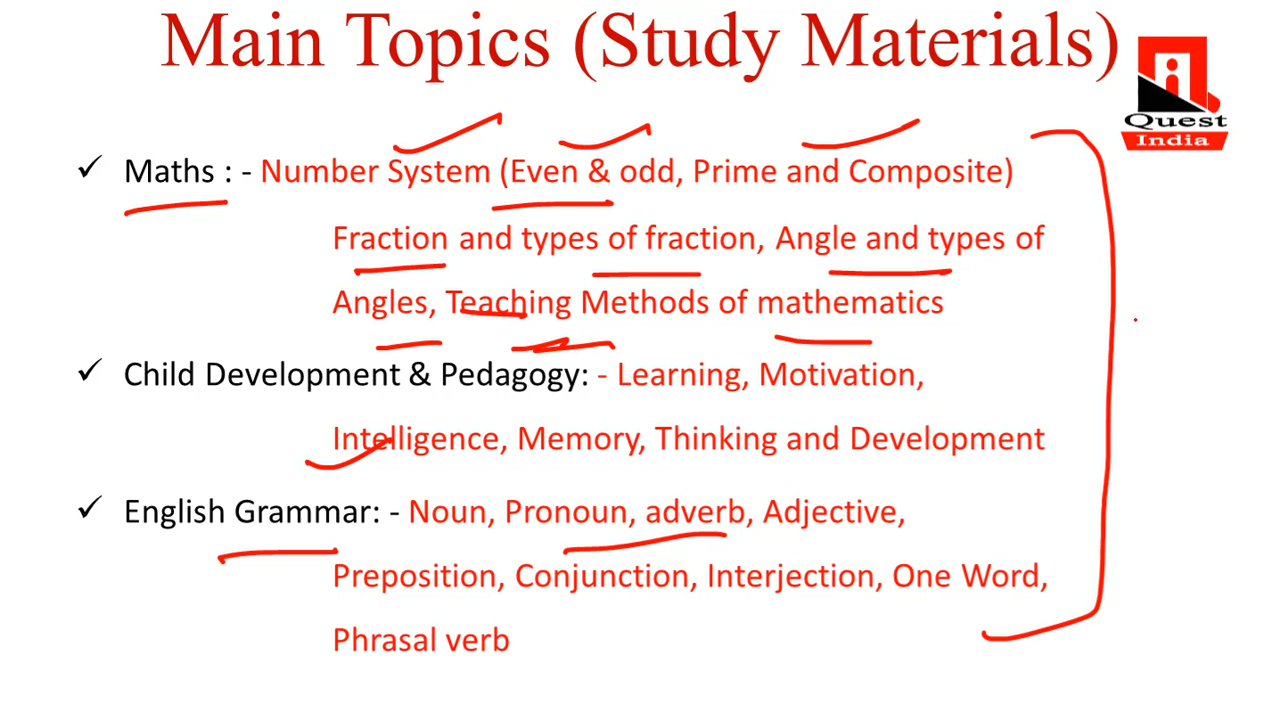 Main Topics (Study Materials)
Quest
India
✓ Maths : - Number System (Even & odd, Prime and Composite)
Fraction and types of fraction, Angle and types of
Angles, Teaching Methods of mathematics
✓ Child Development & Pedagogy: - Learning, Motivation,
Intelligence, Memory, Thinking and Development
✓ English Grammar: - Noun, Pronoun, adverb, Adjective,
Preposition, Conjunction, Interjection, One Word,
Phrasal verb